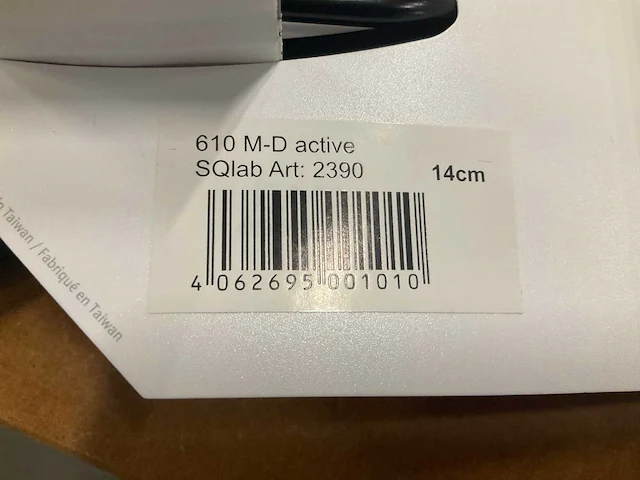 610 M-D active
SQlab Art: 2390
14cm
4 062695 001010
en Taiwan / Fabriqué en Taiwan